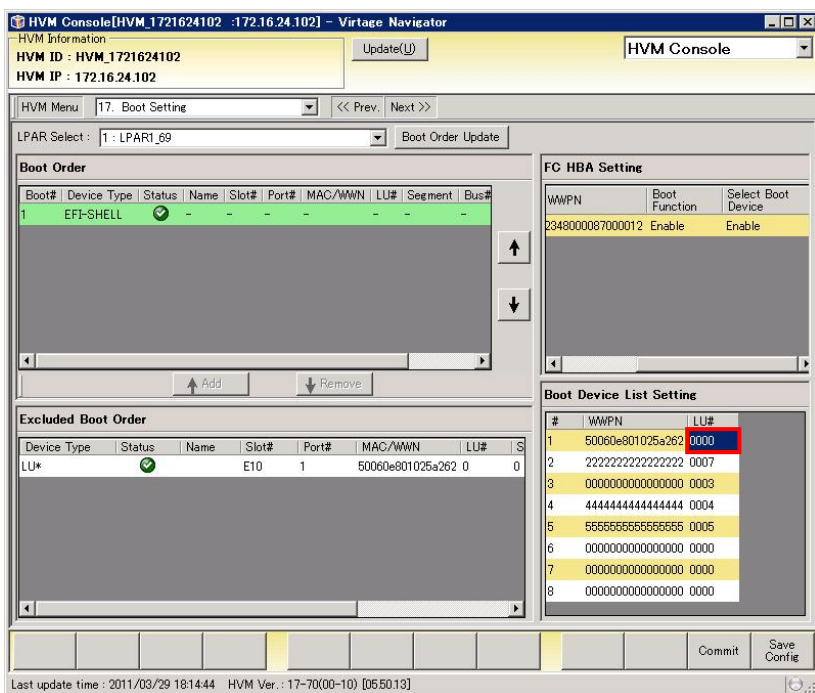 HVM Console[HVM_1721624102 :172.16.24.102] - Virtage Navigator
HVM Information
HVM ID : HVM_1721624102
HVM IP : 172.16.24.102
Update(U)
HVM Console
HVM Menu 17. Boot Setting << Prev. Next >>
LPAR Select : 1 : LPAR1_69 Boot Order Update
Boot Order
Boot# Device Type Status Name Slot# Port# MAC/WWN LU# Segment Bus#
1 EFI-SHELL - - - - - - -
Add Remove
Excluded Boot Order
Device Type Status Name Slot# Port# MAC/WWN LU# S
LU* E10 1 50060e801025a262 0 0
FC HBA Setting
WWPN Boot Function Select Boot Device
2348000087000012 Enable Enable
Boot Device List Setting
# WWPN LU#
1 50060e801025a262 0000
2 2222222222222222 0007
3 0000000000000000 0003
4 4444444444444444 0004
5 5555555555555555 0005
6 0000000000000000 0000
7 0000000000000000 0000
8 0000000000000000 0000
Commit Save Config
Last update time : 2011/03/29 18:14:44 HVM Ver. : 17-70(00-10) [05.50.13]